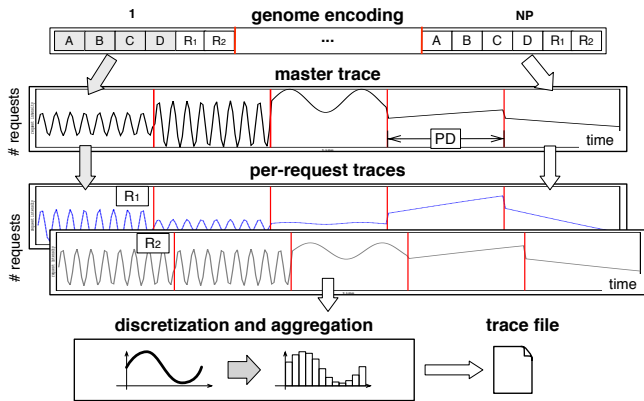 1 genome encoding NP
A B C D R1 R2 ... A B C D R1 R2
master trace
# requests
PD
time
per-request traces
# requests
R1
R2
time
discretization and aggregation trace file